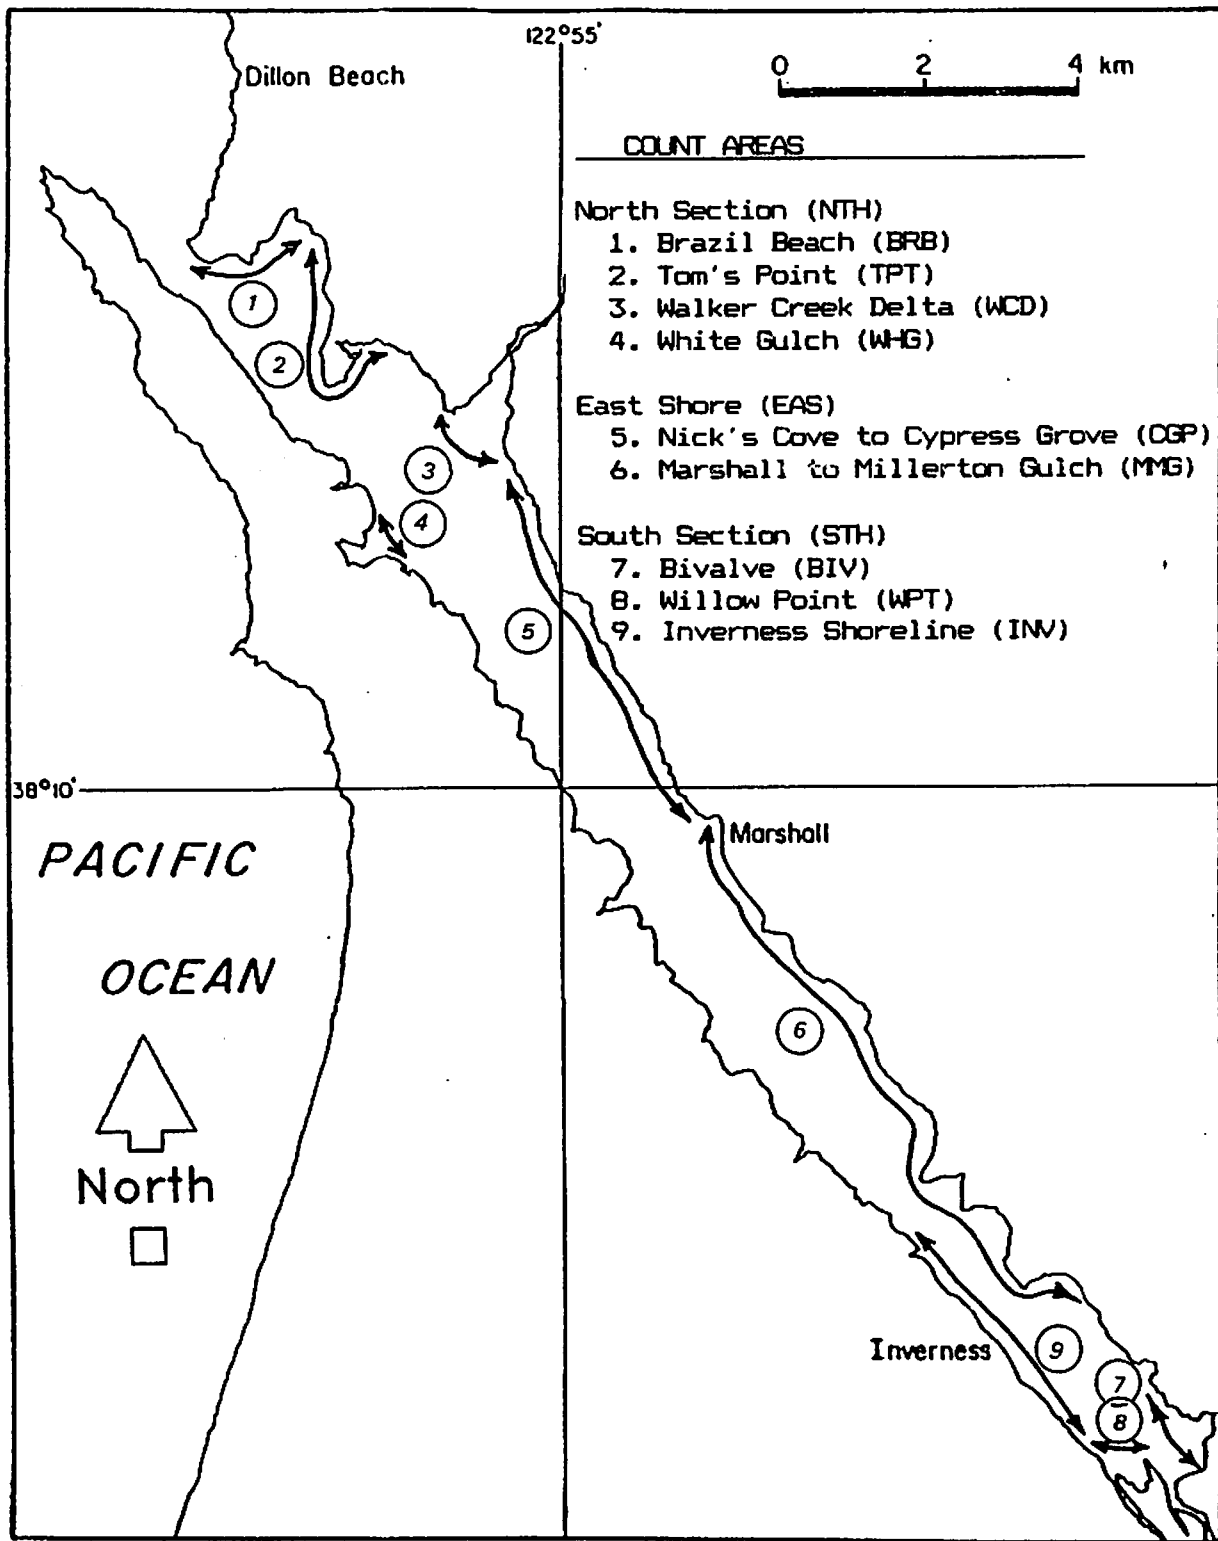 122°55'
Dillon Beach
0 2 4 km
COUNT AREAS
North Section (NTH)
1. Brazil Beach (BRB)
2. Tom's Point (TPT)
3. Walker Creek Delta (WCD)
4. White Gulch (WHG)
East Shore (EAS)
5. Nick's Cove to Cypress Grove (CGP)
6. Marshall to Millerton Gulch (MMG)
South Section (STH)
7. Bivalve (BIV)
8. Willow Point (WPT)
9. Inverness Shoreline (INV)
1
2
3
4
5
38°10'
Marshall
PACIFIC
OCEAN
6
North
Inverness
9
7
8